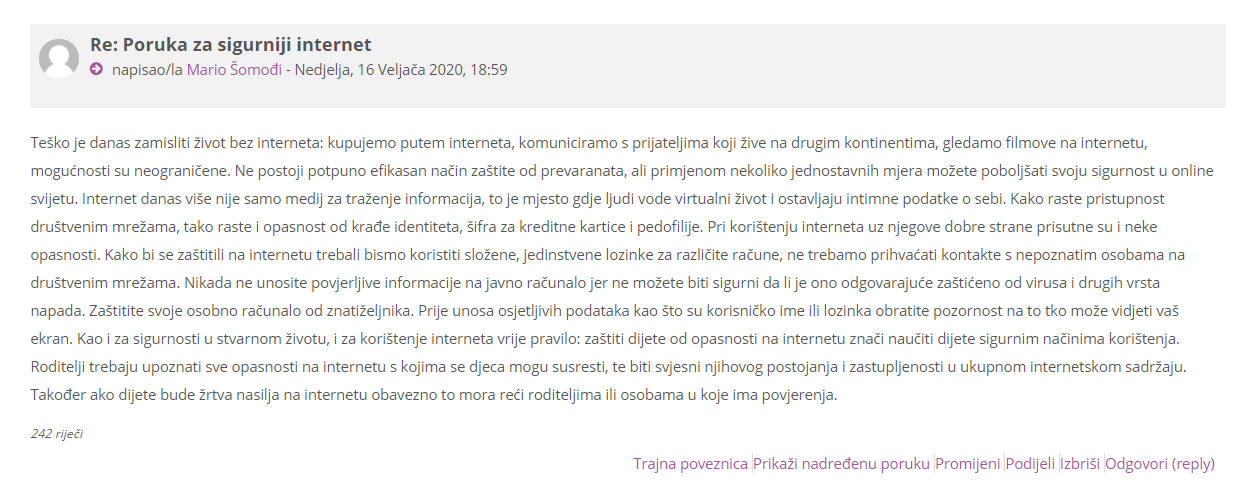 Re: Poruka za sigurniji internet
napisao/la Mario Šomođi - Nedjelja, 16 Veljača 2020, 18:59
Teško je danas zamisliti život bez interneta: kupujemo putem interneta, komuniciramo s prijateljima koji žive na drugim kontinentima, gledamo filmove na internetu,
mogućnosti su neograničene. Ne postoji potpuno efikasan način zaštite od prevaranata, ali primjenom nekoliko jednostavnih mjera možete poboljšati svoju sigurnost u online
svijetu. Internet danas više nije samo medij za traženje informacija, to je mjesto gdje ljudi vode virtualni život i ostavljaju intimne podatke o sebi. Kako raste pristupnost
društvenim mrežama, tako raste i opasnost od krađe identiteta, šifra za kreditne kartice i pedofilije. Pri korištenju interneta uz njegove dobre strane prisutne su i neke
opasnosti. Kako bi se zaštitili na internetu trebali bismo koristiti složene, jedinstvene lozinke za različite račune, ne trebamo prihvaćati kontakte s nepoznatim osobama na
društvenim mrežama. Nikada ne unosite povjerljive informacije na javno računalo jer ne možete biti sigurni da li je ono odgovarajuće zaštićeno od virusa i drugih vrsta
napada. Zaštitite svoje osobno računalo od znatiželjnika. Prije unosa osjetljivih podataka kao što su korisničko ime ili lozinka obratite pozornost na to tko može vidjeti vaš
ekran. Kao i za sigurnosti u stvarnom životu, i za korištenje interneta vrije pravilo: zaštiti dijete od opasnosti na internetu znači naučiti dijete sigurnim načinima korištenja.
Roditelji trebaju upoznati sve opasnosti na internetu s kojima se djeca mogu susresti, te biti svjesni njihovog postojanja i zastupljenosti u ukupnom internetskom sadržaju.
Također ako dijete bude žrtva nasilja na internetu obavezno to mora reći roditeljima ili osobama u koje ima povjerenja.
242 riječi
Trajna poveznica Prikaži nadređenu poruku Promijeni Podijeli Izbriši Odgovori (reply)